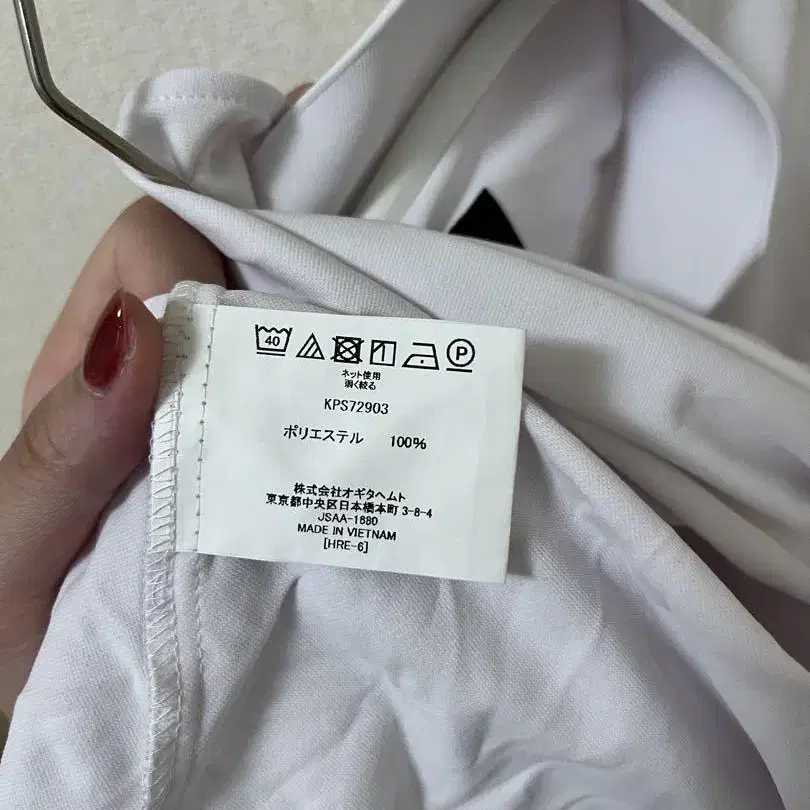 40
P
ネット使用
弱く絞る
KPS72903
ポリエステル 100%
株式会社オギタヘムト
東京都中央区日本橋本町 3-8-4
JSAA-1680
MADE IN VIETNAM
[HRE-6]